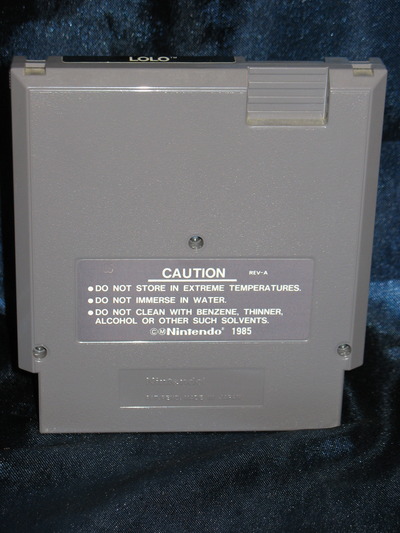 LOLO™
CAUTION REV-A
●DO NOT STORE IN EXTREME TEMPERATURES.
●DO NOT IMMERSE IN WATER.
●DO NOT CLEAN WITH BENZENE, THINNER,
ALCOHOL OR OTHER SUCH SOLVENTS.
©ⓂNintendo® 1985